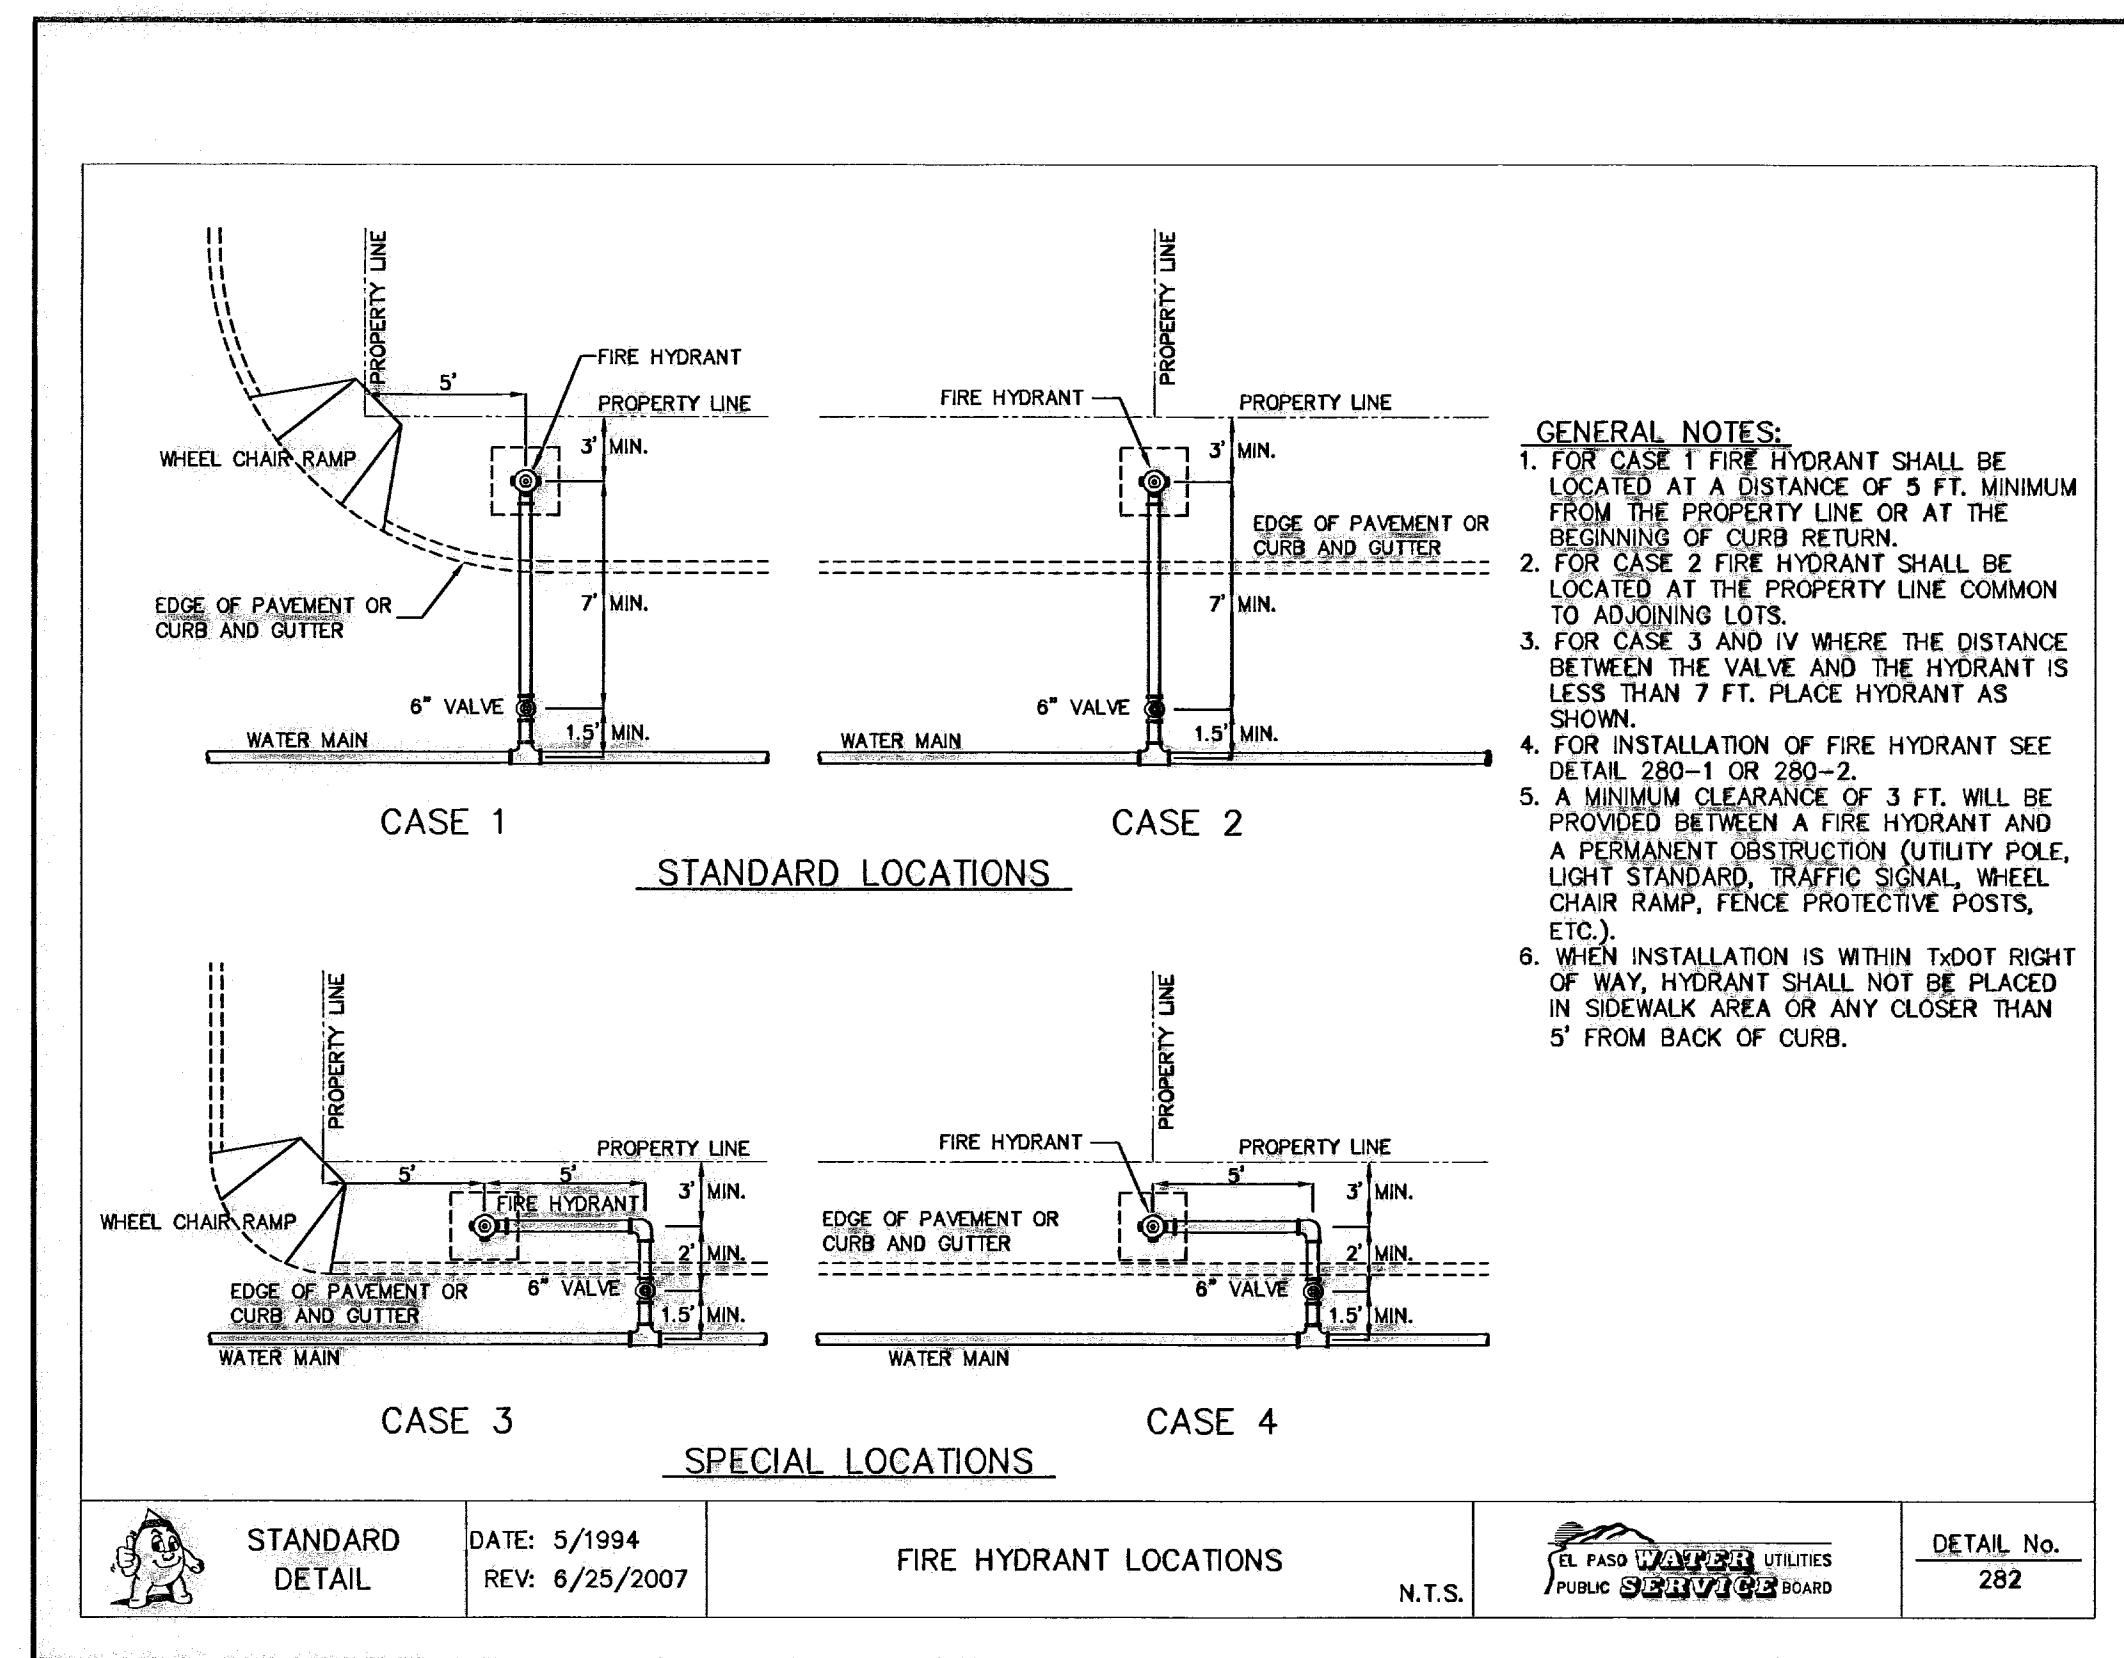 PROPERTY LINE
5'
FIRE HYDRANT
PROPERTY LINE
3' MIN.
WHEEL CHAIR RAMP
EDGE OF PAVEMENT OR
CURB AND GUTTER
7' MIN.
6" VALVE
1.5' MIN.
WATER MAIN
CASE 1
PROPERTY LINE
FIRE HYDRANT
PROPERTY LINE
3' MIN.
EDGE OF PAVEMENT OR
CURB AND GUTTER
7' MIN.
6" VALVE
1.5' MIN.
WATER MAIN
CASE 2
STANDARD LOCATIONS
PROPERTY LINE
PROPERTY LINE
5'
5'
3' MIN.
FIRE HYDRANT
WHEEL CHAIR RAMP
2' MIN.
EDGE OF PAVEMENT OR
CURB AND GUTTER
6" VALVE
1.5' MIN.
WATER MAIN
CASE 3
PROPERTY LINE
FIRE HYDRANT
PROPERTY LINE
5'
3' MIN.
EDGE OF PAVEMENT OR
CURB AND GUTTER
2' MIN.
6" VALVE
1.5' MIN.
WATER MAIN
CASE 4
SPECIAL LOCATIONS
GENERAL NOTES:
1. FOR CASE 1 FIRE HYDRANT SHALL BE
LOCATED AT A DISTANCE OF 5 FT. MINIMUM
FROM THE PROPERTY LINE OR AT THE
BEGINNING OF CURB RETURN.
2. FOR CASE 2 FIRE HYDRANT SHALL BE
LOCATED AT THE PROPERTY LINE COMMON
TO ADJOINING LOTS.
3. FOR CASE 3 AND IV WHERE THE DISTANCE
BETWEEN THE VALVE AND THE HYDRANT IS
LESS THAN 7 FT. PLACE HYDRANT AS
SHOWN.
4. FOR INSTALLATION OF FIRE HYDRANT SEE
DETAIL 280-1 OR 280-2.
5. A MINIMUM CLEARANCE OF 3 FT. WILL BE
PROVIDED BETWEEN A FIRE HYDRANT AND
A PERMANENT OBSTRUCTION (UTILITY POLE,
LIGHT STANDARD, TRAFFIC SIGNAL, WHEEL
CHAIR RAMP, FENCE PROTECTIVE POSTS,
ETC.).
6. WHEN INSTALLATION IS WITHIN TxDOT RIGHT
OF WAY, HYDRANT SHALL NOT BE PLACED
IN SIDEWALK AREA OR ANY CLOSER THAN
5' FROM BACK OF CURB.
STANDARD
DETAIL
DATE: 5/1994
REV: 6/25/2007
FIRE HYDRANT LOCATIONS
N.T.S.
EL PASO WATER UTILITIES
PUBLIC SERVICE BOARD
DETAIL No.
282